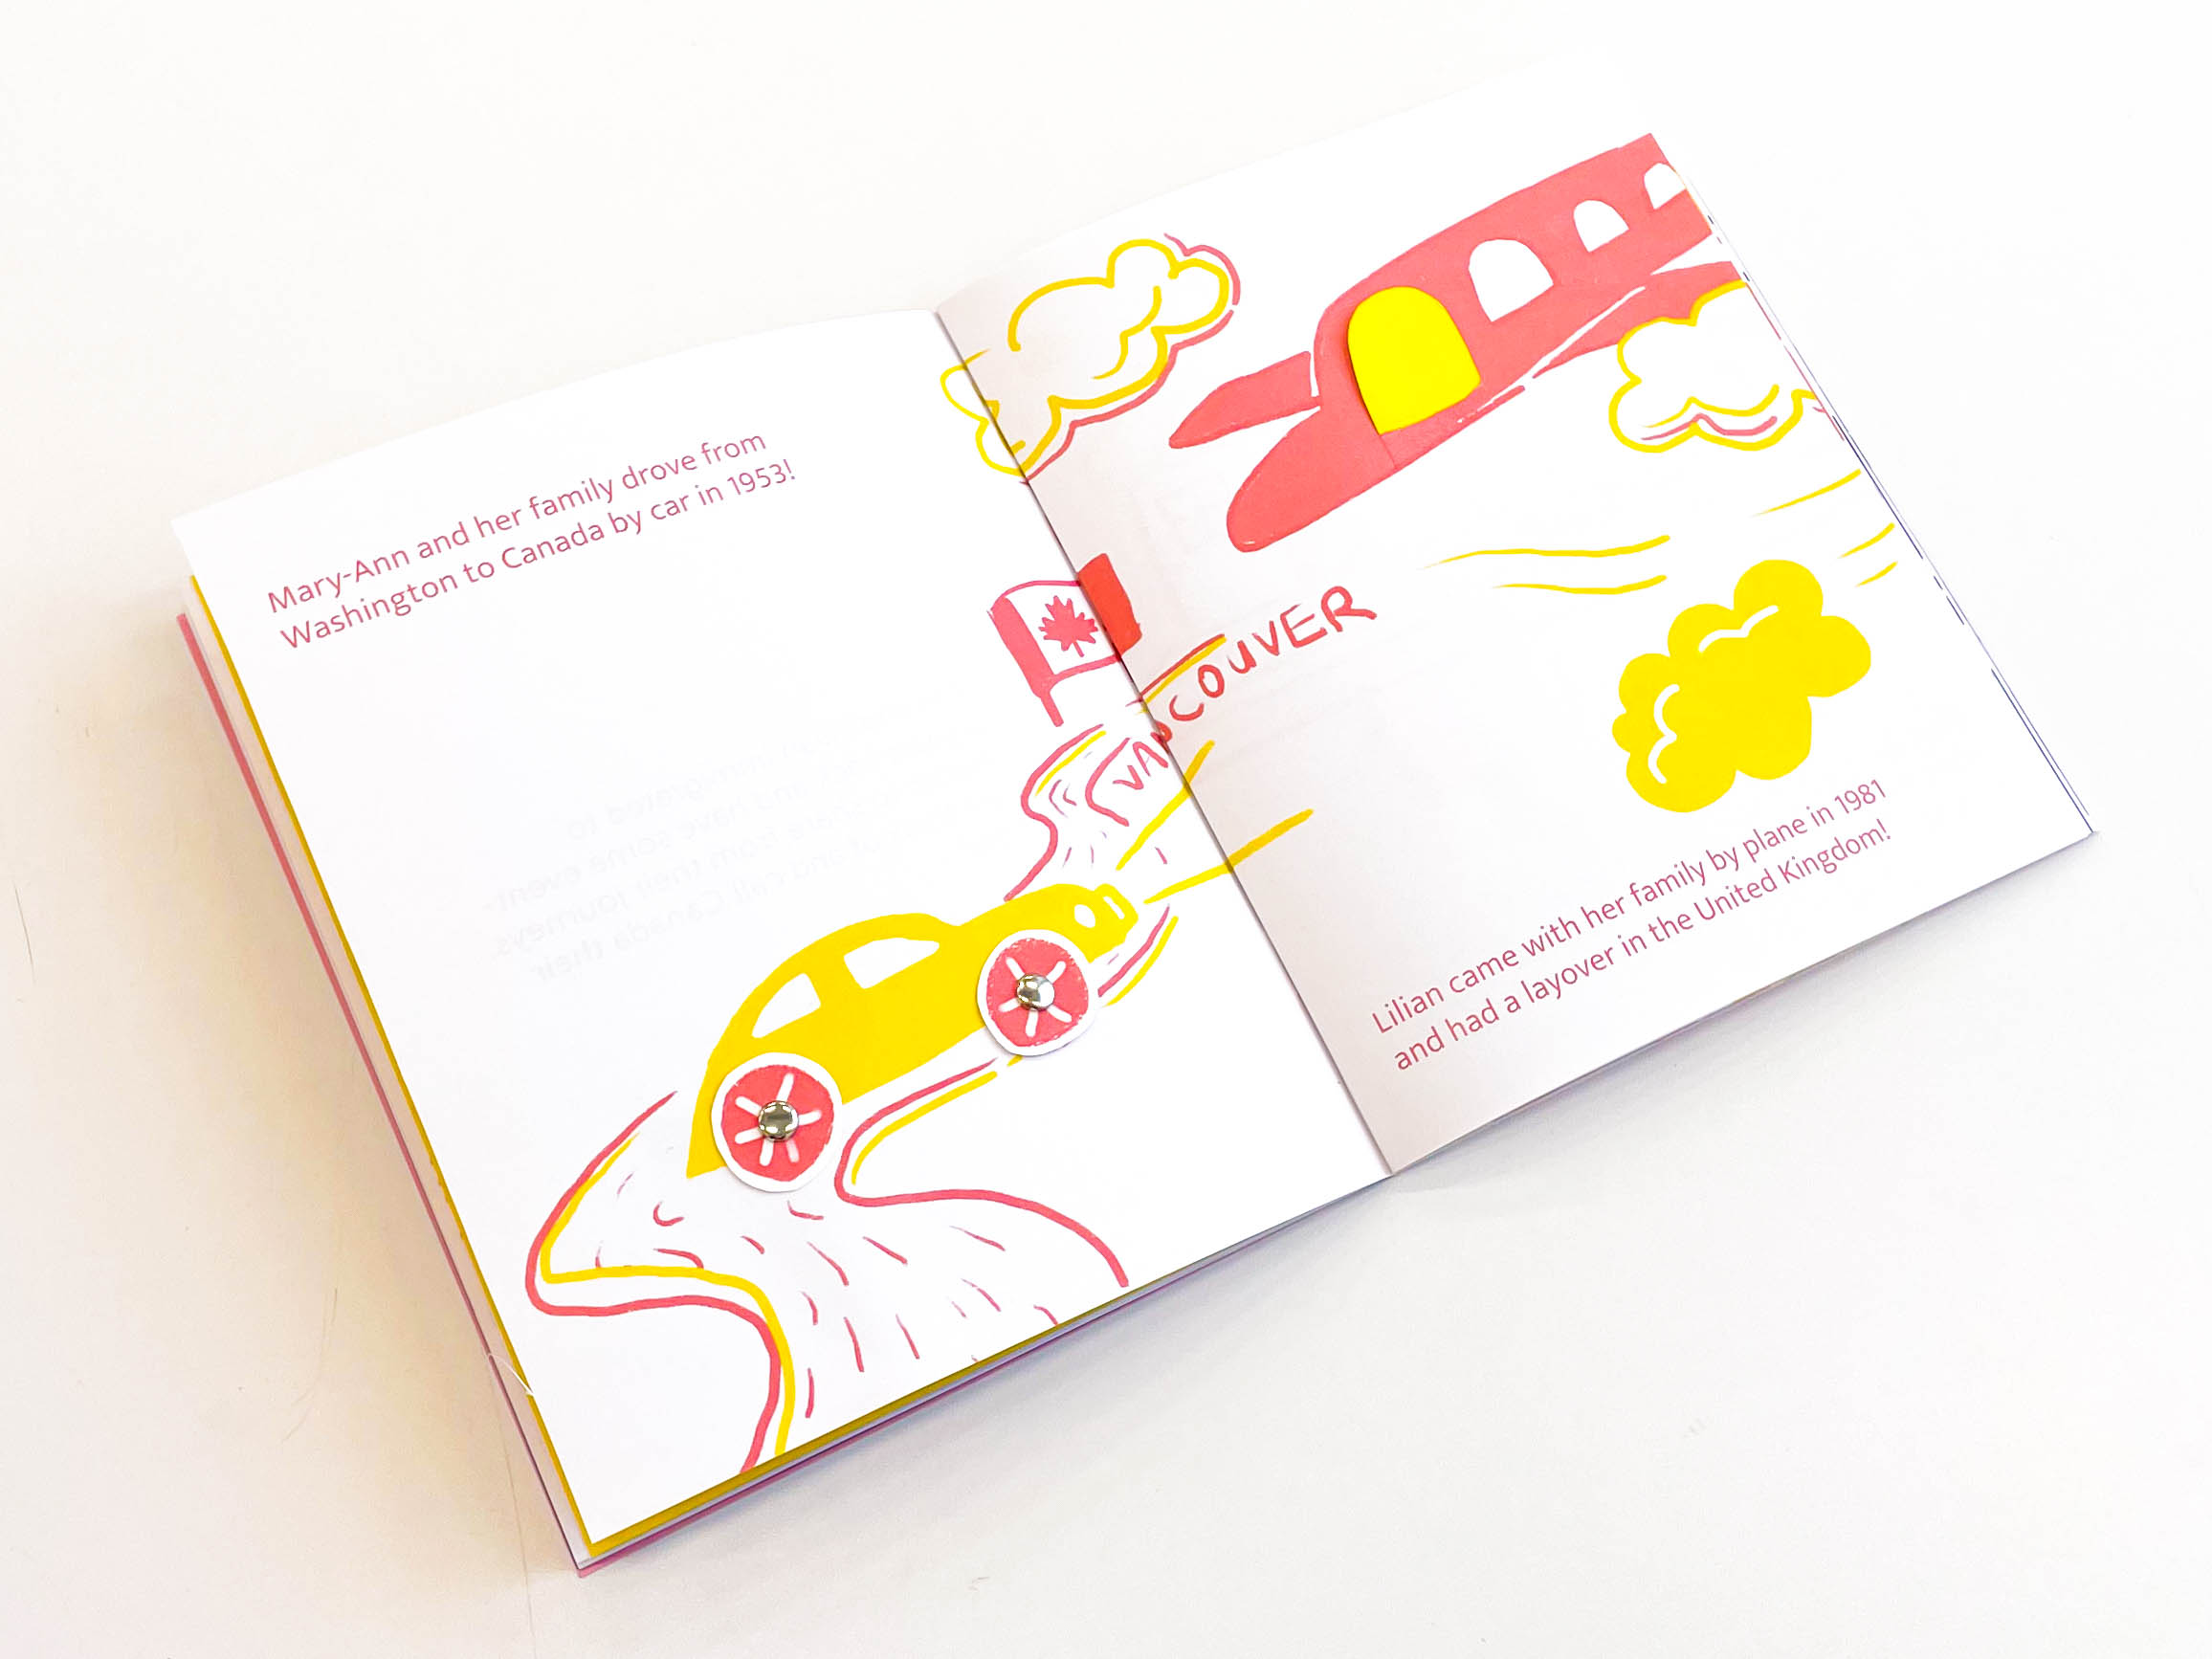 Mary-Ann and her family drove from
Washington to Canada by car in 1953!
VANCOUVER
Lilian came with her family by plane in 1981
and had a layover in the United Kingdom!